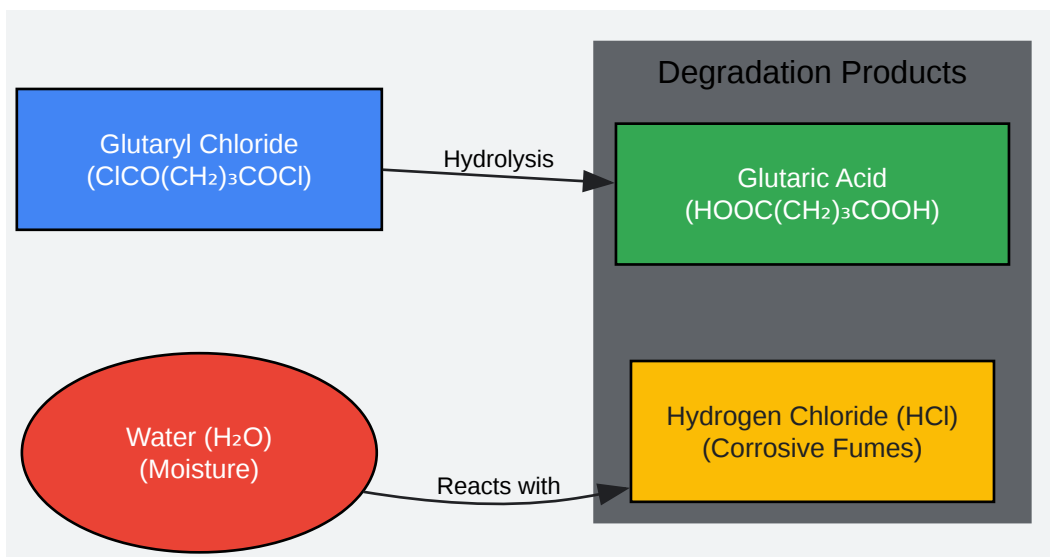 Degradation Products
Glutaryl Chloride
(ClCO(CH₂)₃COCl)
Hydrolysis
Glutaric Acid
(HOOC(CH₂)₃COOH)
Water (H₂O)
(Moisture)
Reacts with
Hydrogen Chloride (HCl)
(Corrosive Fumes)